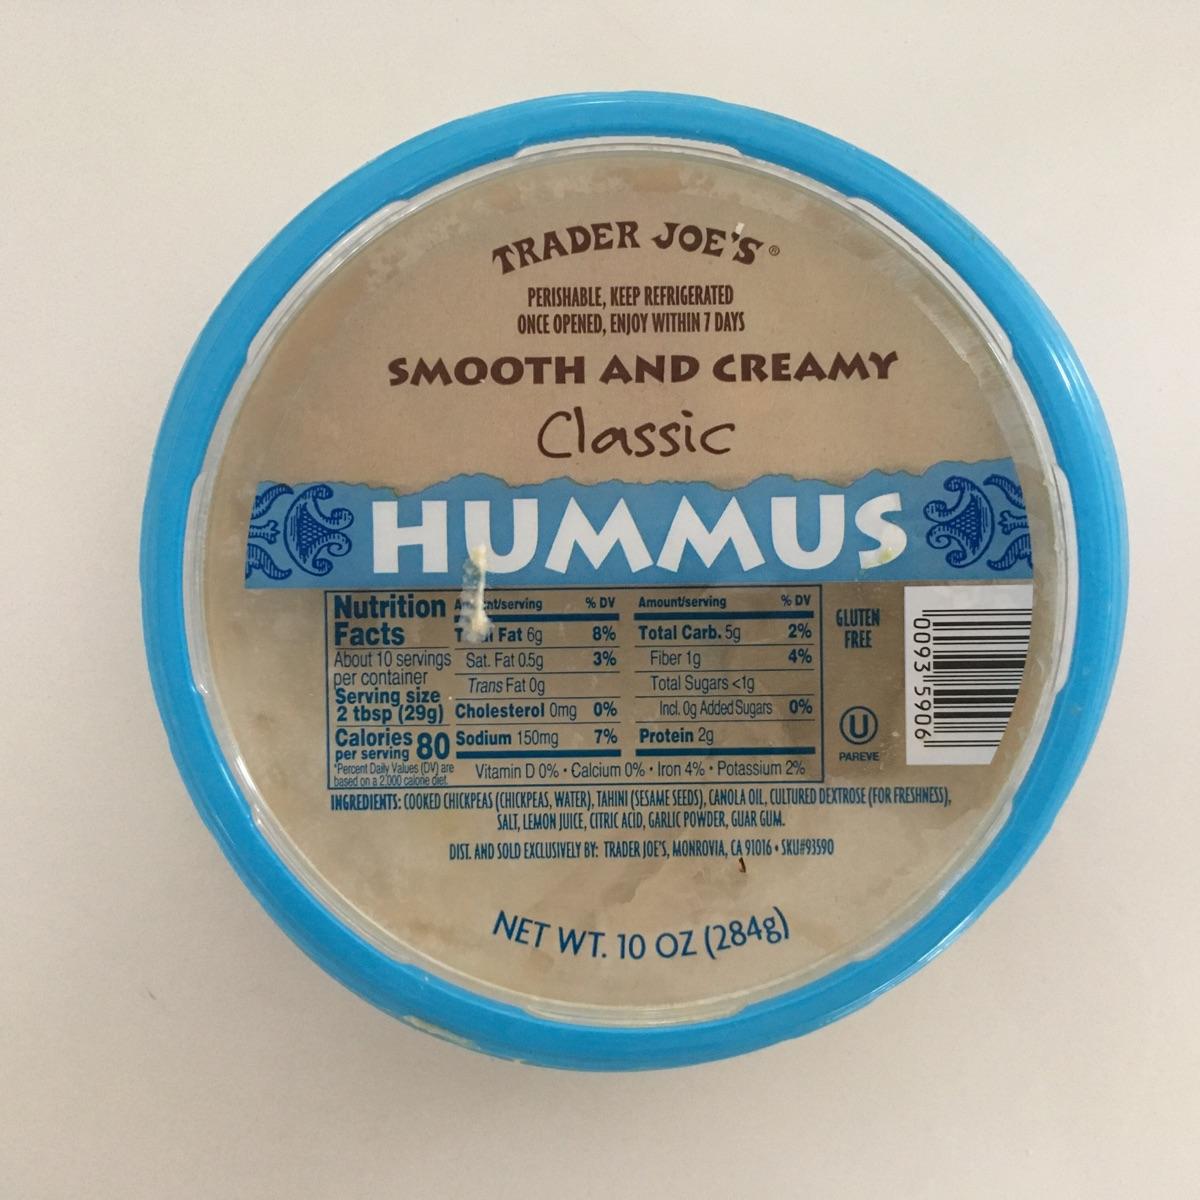 TRADER JOE'S®
PERISHABLE, KEEP REFRIGERATED
ONCE OPENED, ENJOY WITHIN 7 DAYS
SMOOTH AND CREAMY
Classic
HUMMUS
Nutrition
Facts
About 10 servings
per container
Serving size
2 tbsp (29g)
Calories 80
per serving
*Percent Daily Values (DV) are
based on a 2,000 calorie diet.
Amount/serving % DV
Total Fat 6g 8%
Sat. Fat 0.5g 3%
Trans Fat 0g
Cholesterol 0mg 0%
Sodium 150mg 7%
Amount/serving % DV
Total Carb. 5g 2%
Fiber 1g 4%
Total Sugars <1g
Incl. 0g Added Sugars 0%
Protein 2g
Vitamin D 0% • Calcium 0% • Iron 4% • Potassium 2%
GLUTEN
FREE
U
PAREVE
0093 5906
INGREDIENTS: COOKED CHICKPEAS (CHICKPEAS, WATER), TAHINI (SESAME SEEDS), CANOLA OIL, CULTURED DEXTROSE (FOR FRESHNESS),
SALT, LEMON JUICE, CITRIC ACID, GARLIC POWDER, GUAR GUM.
DIST. AND SOLD EXCLUSIVELY BY: TRADER JOE'S, MONROVIA, CA 91016 • SKU#93590
NET WT. 10 OZ (284g)